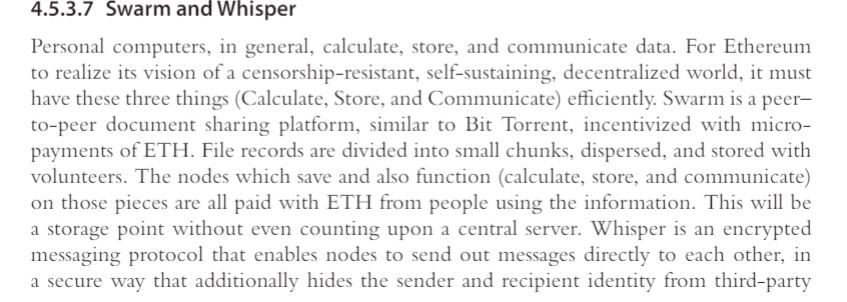 4.5.3.7 Swarm and Whisper
Personal computers, in general, calculate, store, and communicate data. For Ethereum
to realize its vision of a censorship-resistant, self-sustaining, decentralized world, it must
have these three things (Calculate, Store, and Communicate) efficiently. Swarm is a peer–
to-peer document sharing platform, similar to Bit Torrent, incentivized with micro-
payments of ETH. File records are divided into small chunks, dispersed, and stored with
volunteers. The nodes which save and also function (calculate, store, and communicate)
on those pieces are all paid with ETH from people using the information. This will be
a storage point without even counting upon a central server. Whisper is an encrypted
messaging protocol that enables nodes to send out messages directly to each other, in
a secure way that additionally hides the sender and recipient identity from third-party